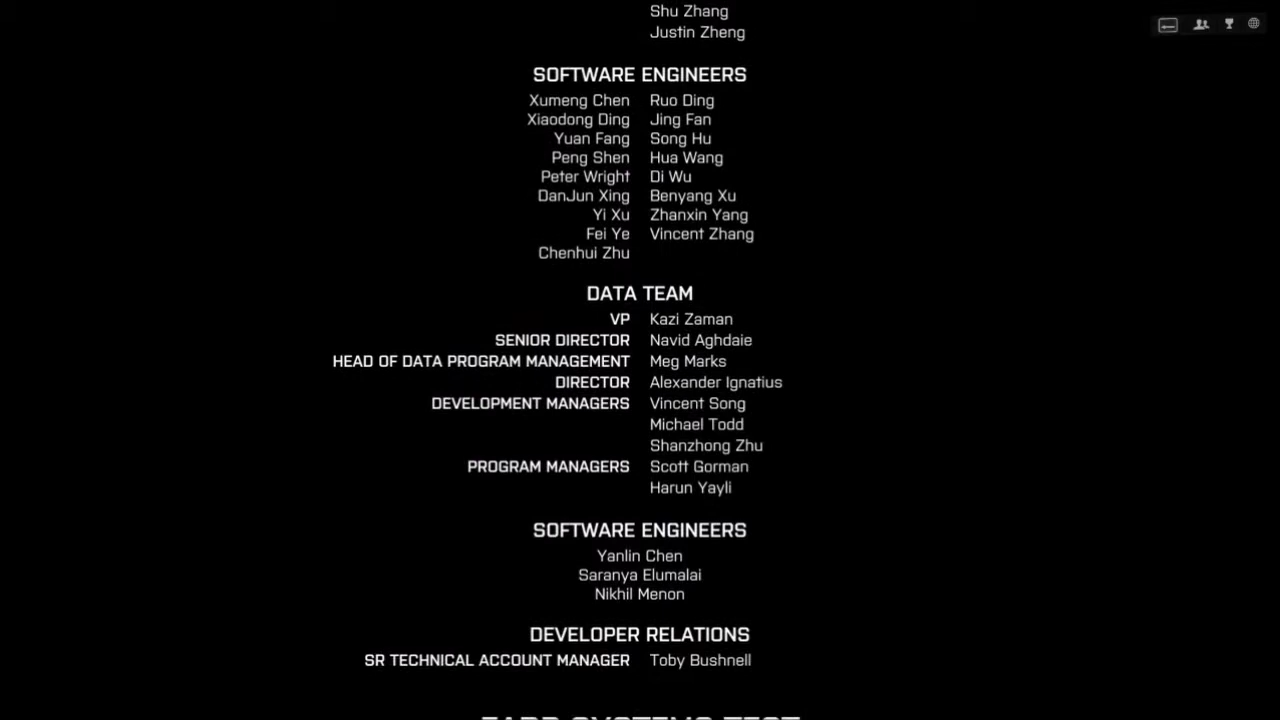 Shu Zhang
Justin Zheng
SOFTWARE ENGINEERS
Xumeng Chen Ruo Ding
Xiaodong Ding Jing Fan
Yuan Fang Song Hu
Peng Shen Hua Wang
Peter Wright Di Wu
DanJun Xing Benyang Xu
Yi Xu Zhanxin Yang
Fei Ye Vincent Zhang
Chenhui Zhu
DATA TEAM
VP Kazi Zaman
SENIOR DIRECTOR Navid Aghdaie
HEAD OF DATA PROGRAM MANAGEMENT Meg Marks
DIRECTOR Alexander Ignatius
DEVELOPMENT MANAGERS Vincent Song
Michael Todd
Shanzhong Zhu
PROGRAM MANAGERS Scott Gorman
Harun Yayli
SOFTWARE ENGINEERS
Yanlin Chen
Saranya Elumalai
Nikhil Menon
DEVELOPER RELATIONS
SR TECHNICAL ACCOUNT MANAGER Toby Bushnell
SYSTEMS TEST